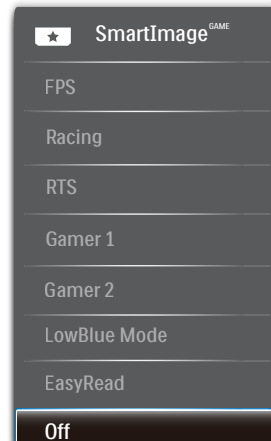 SmartImage GAME
FPS
Racing
RTS
Gamer 1
Gamer 2
LowBlue Mode
EasyRead
Off